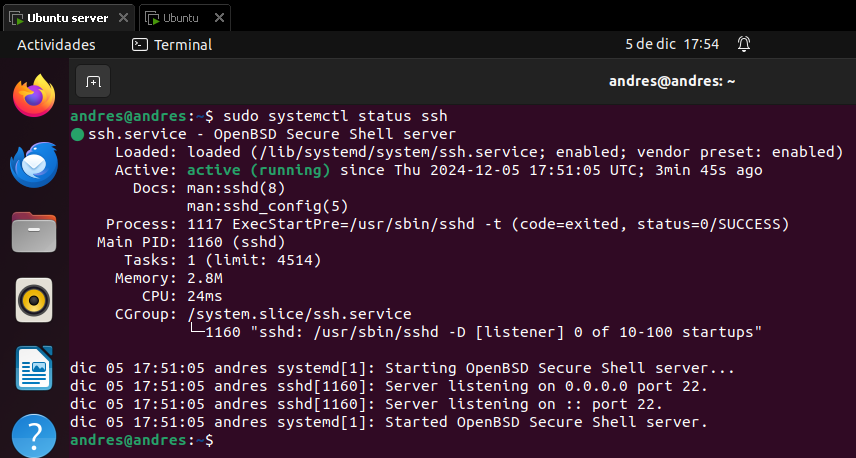 Ubuntu server
Ubuntu
Actividades
Terminal
5 de dic 17:54
andres@andres: ~
andres@andres:~$ sudo systemctl status ssh
ssh.service - OpenBSD Secure Shell server
Loaded: loaded (/lib/systemd/system/ssh.service; enabled; vendor preset: enabled)
Active: active (running) since Thu 2024-12-05 17:51:05 UTC; 3min 45s ago
Docs: man:sshd(8)
man:sshd_config(5)
Process: 1117 ExecStartPre=/usr/sbin/sshd -t (code=exited, status=0/SUCCESS)
Main PID: 1160 (sshd)
Tasks: 1 (limit: 4514)
Memory: 2.8M
CPU: 24ms
CGroup: /system.slice/ssh.service
└─1160 "sshd: /usr/sbin/sshd -D [listener] 0 of 10-100 startups"
dic 05 17:51:05 andres systemd[1]: Starting OpenBSD Secure Shell server...
dic 05 17:51:05 andres sshd[1160]: Server listening on 0.0.0.0 port 22.
dic 05 17:51:05 andres sshd[1160]: Server listening on :: port 22.
dic 05 17:51:05 andres systemd[1]: Started OpenBSD Secure Shell server.
andres@andres:~$